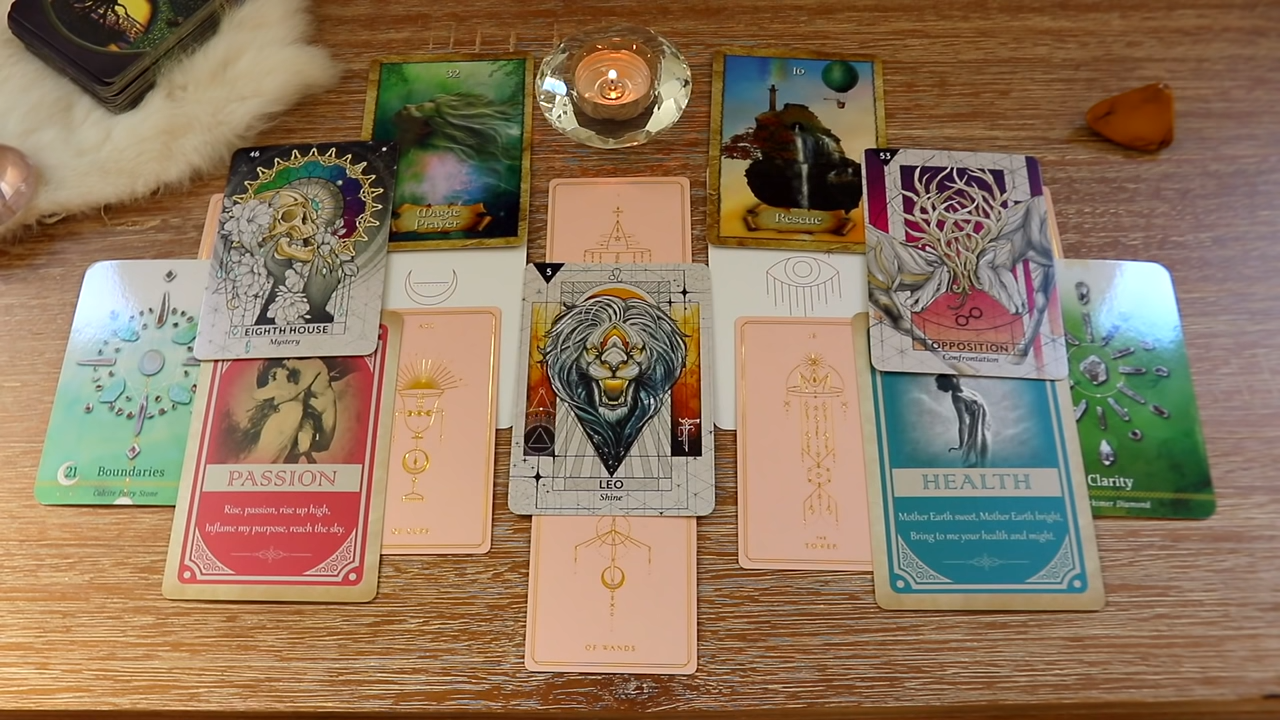 32
Magic
Prayer
16
Rescue
46
EIGHTH HOUSE
Mystery
53
OPPOSITION
Confrontation
5
LEO
Shine
21 Boundaries
Calcite Fairy Stone
PASSION
Rise, passion, rise up high,
Inflame my purpose, reach the sky.
HEALTH
Mother Earth sweet, Mother Earth bright,
Bring to me your health and might.
Clarity
Diamond
THE
TOWER
OF WANDS